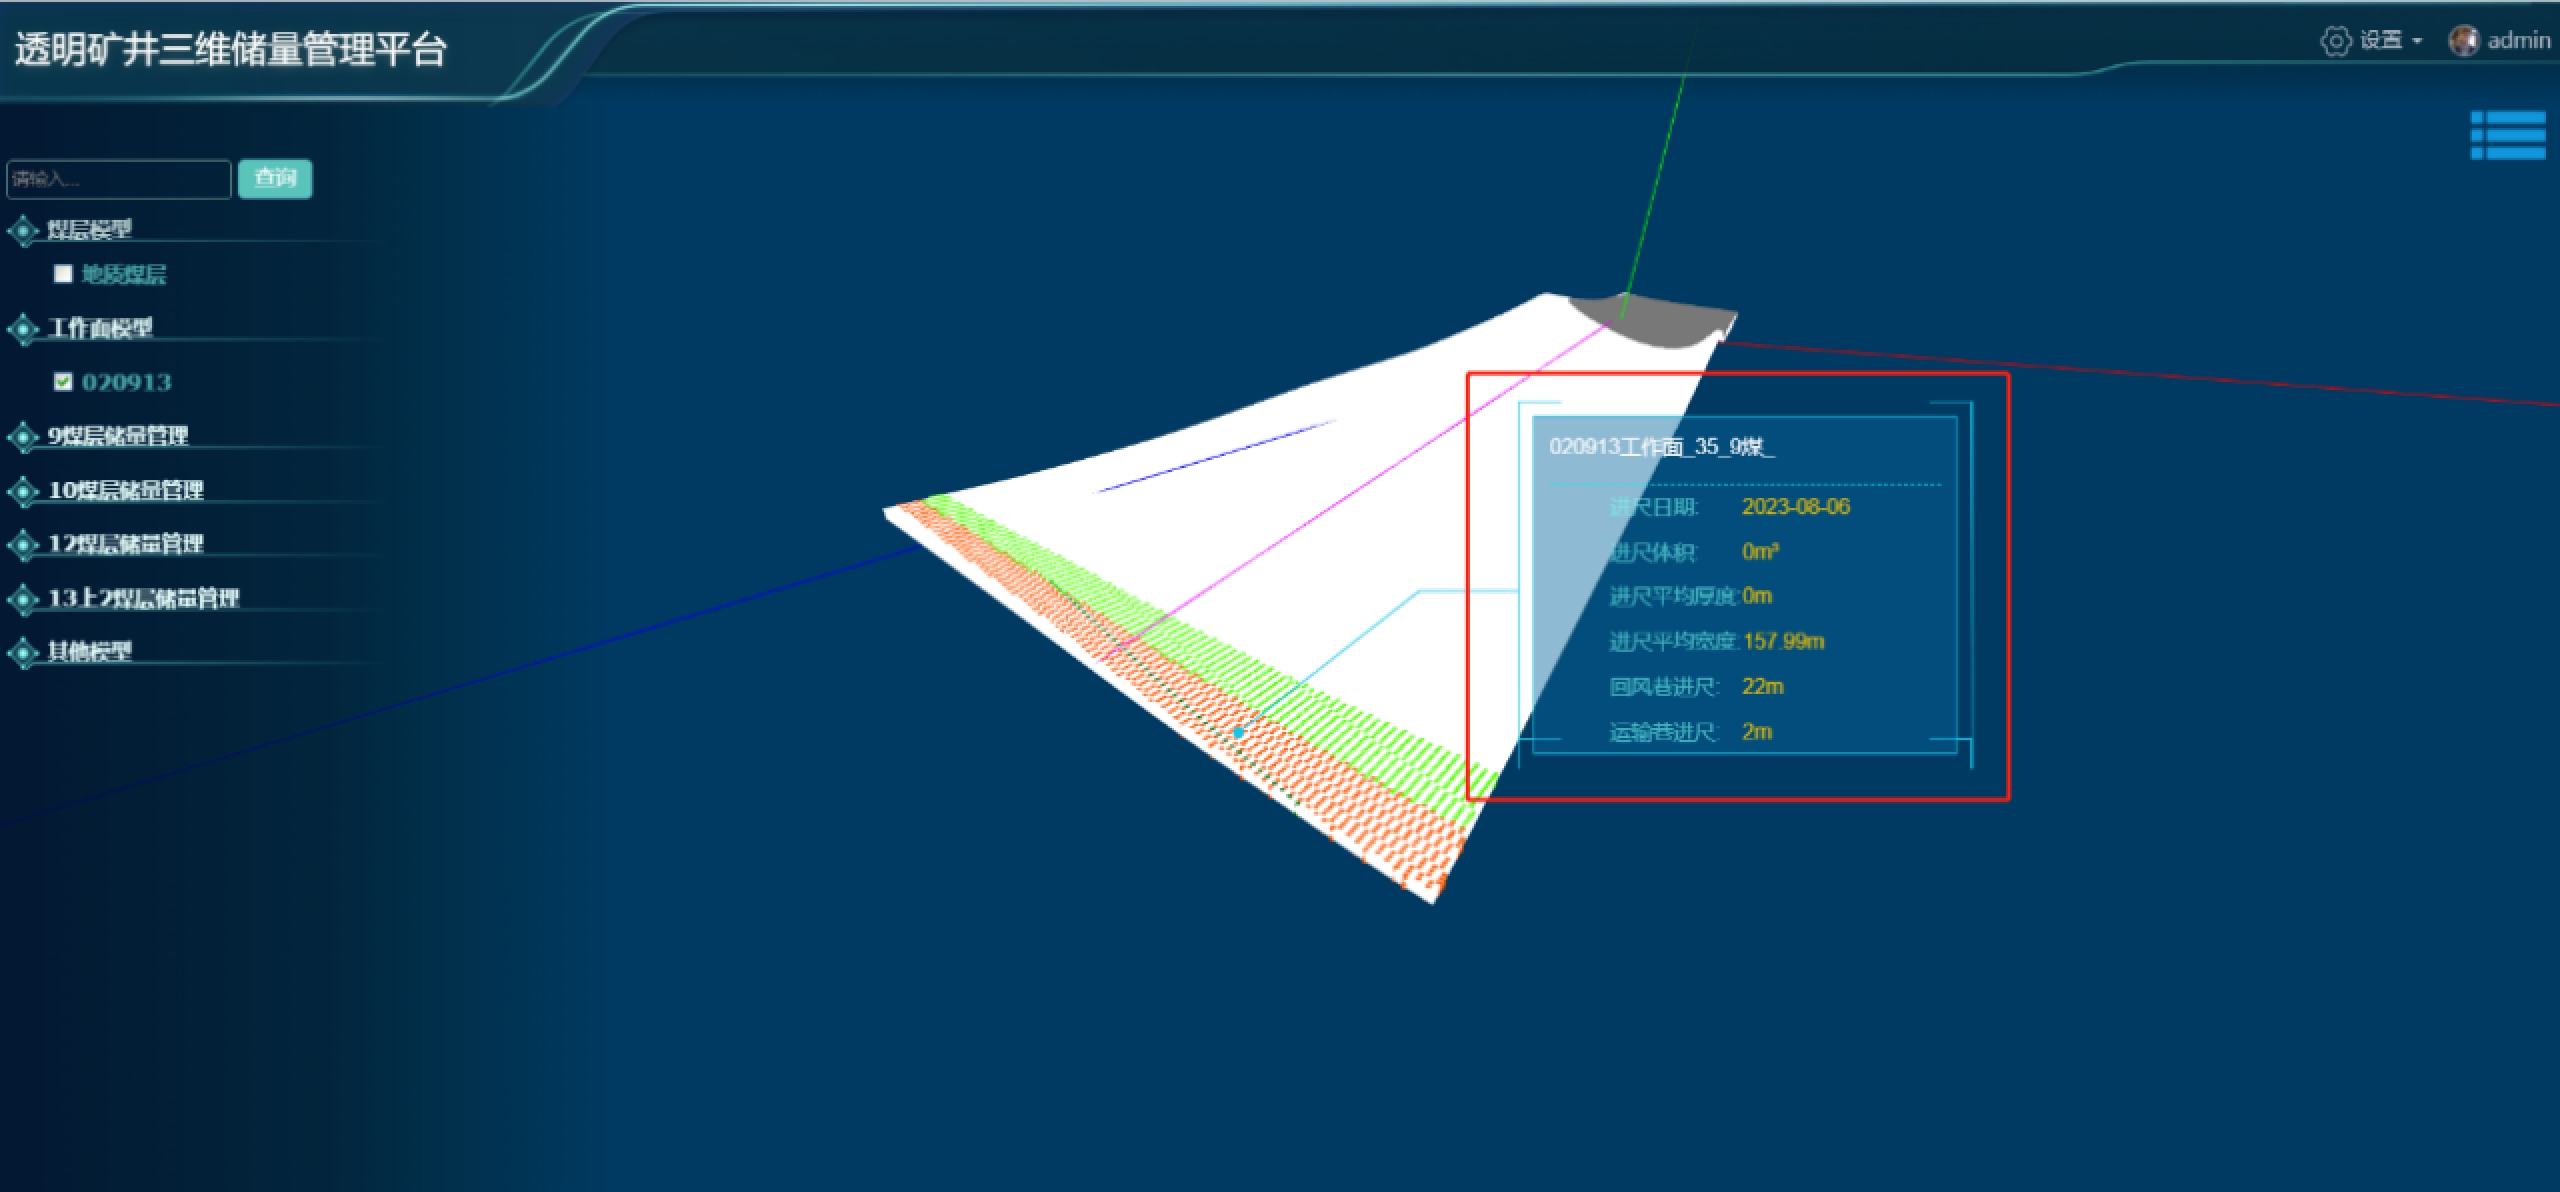 透明矿井三维储量管理平台
设置
admin
请输入...
查询
煤层模型
地质煤层
工作面模型
020913
9煤层储量管理
10煤层储量管理
12煤层储量管理
13上2煤层储量管理
其他模型
020913工作面_35_9煤_
进尺日期: 2023-08-06
进尺体积: 0m³
进尺平均厚度: 0m
进尺平均宽度: 157.99m
回风巷进尺: 22m
运输巷进尺: 2m